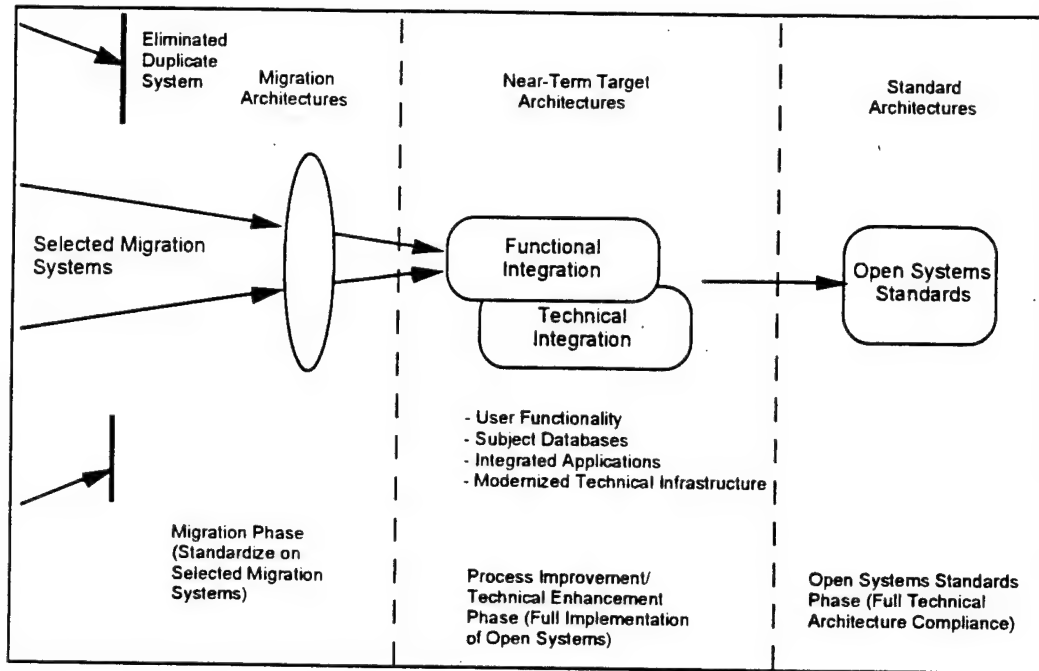 Eliminated
Duplicate
System
Migration
Architectures
Near-Term Target
Architectures
Standard
Architectures
Selected Migration
Systems
Functional
Integration
Technical
Integration
Open Systems
Standards
- User Functionality
- Subject Databases
- Integrated Applications
- Modernized Technical Infrastructure
Migration Phase
(Standardize on
Selected Migration
Systems)
Process Improvement/
Technical Enhancement
Phase (Full Implementation
of Open Systems)
Open Systems Standards
Phase (Full Technical
Architecture Compliance)